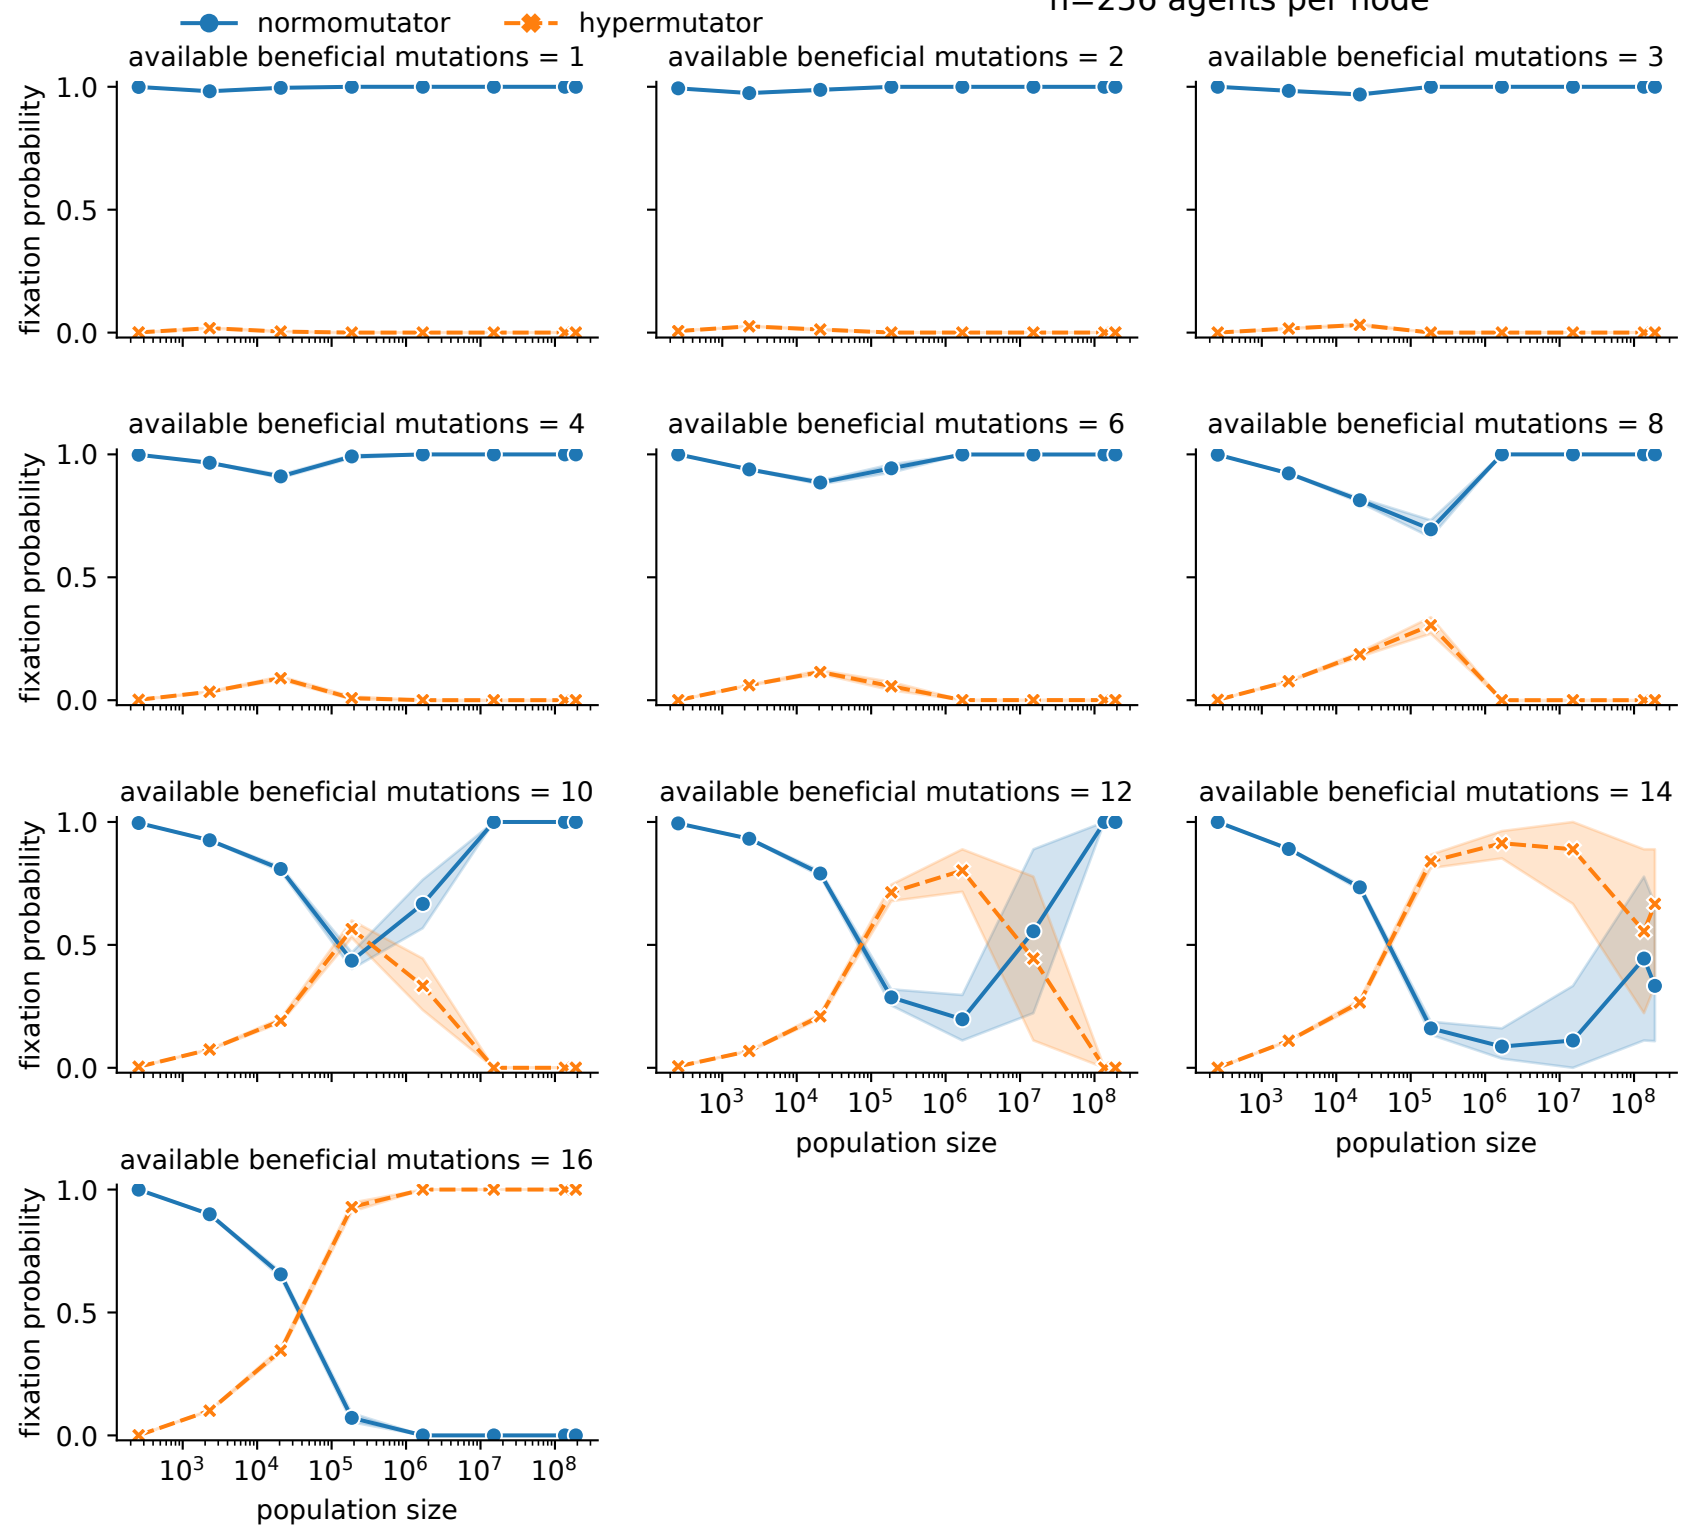 n=256 agents per node
normomutator hypermutator
available beneficial mutations = 1
available beneficial mutations = 2
available beneficial mutations = 3
fixation probability
1.0
0.5
0.0
available beneficial mutations = 4
available beneficial mutations = 6
available beneficial mutations = 8
fixation probability
1.0
0.5
0.0
available beneficial mutations = 10
available beneficial mutations = 12
available beneficial mutations = 14
fixation probability
1.0
0.5
0.0
10³ 10⁴ 10⁵ 10⁶ 10⁷ 10⁸
population size
10³ 10⁴ 10⁵ 10⁶ 10⁷ 10⁸
population size
available beneficial mutations = 16
fixation probability
1.0
0.5
0.0
10³ 10⁴ 10⁵ 10⁶ 10⁷ 10⁸
population size